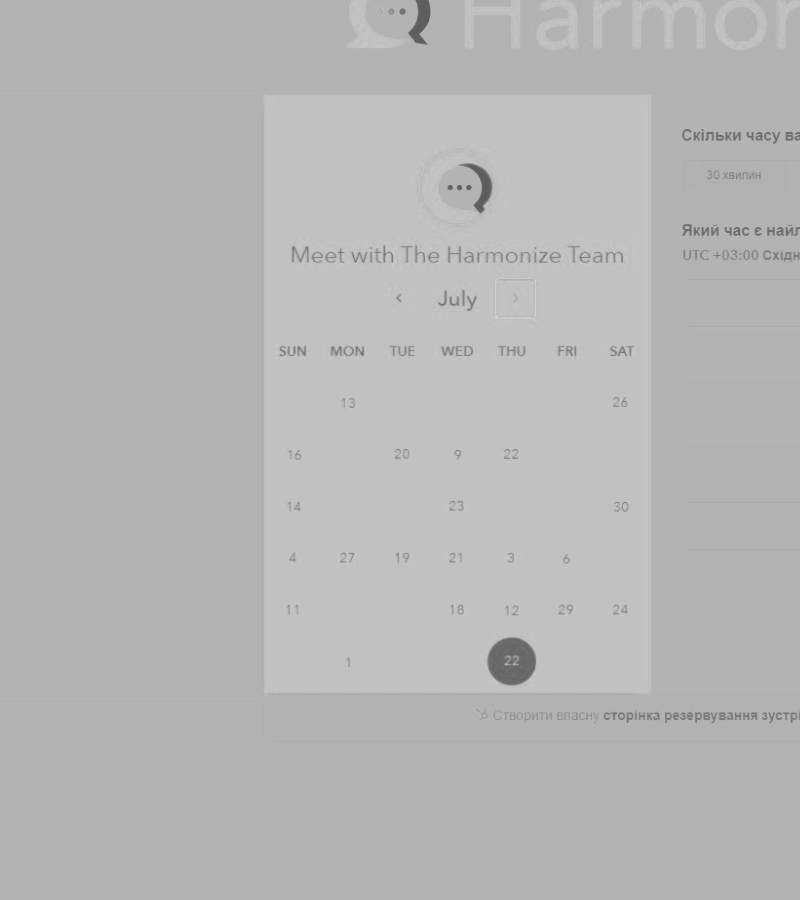 Harmon
Скільки часу ва
30 хвилин
Який час є найл
UTC +03:00 Східн
Meet with The Harmonize Team
July
SUN MON TUE WED THU FRI SAT
13 26
16 20 9 22
14 23 30
4 27 19 21 3 6
11 18 12 29 24
1 22
Створити власну сторінка резервування зустрі